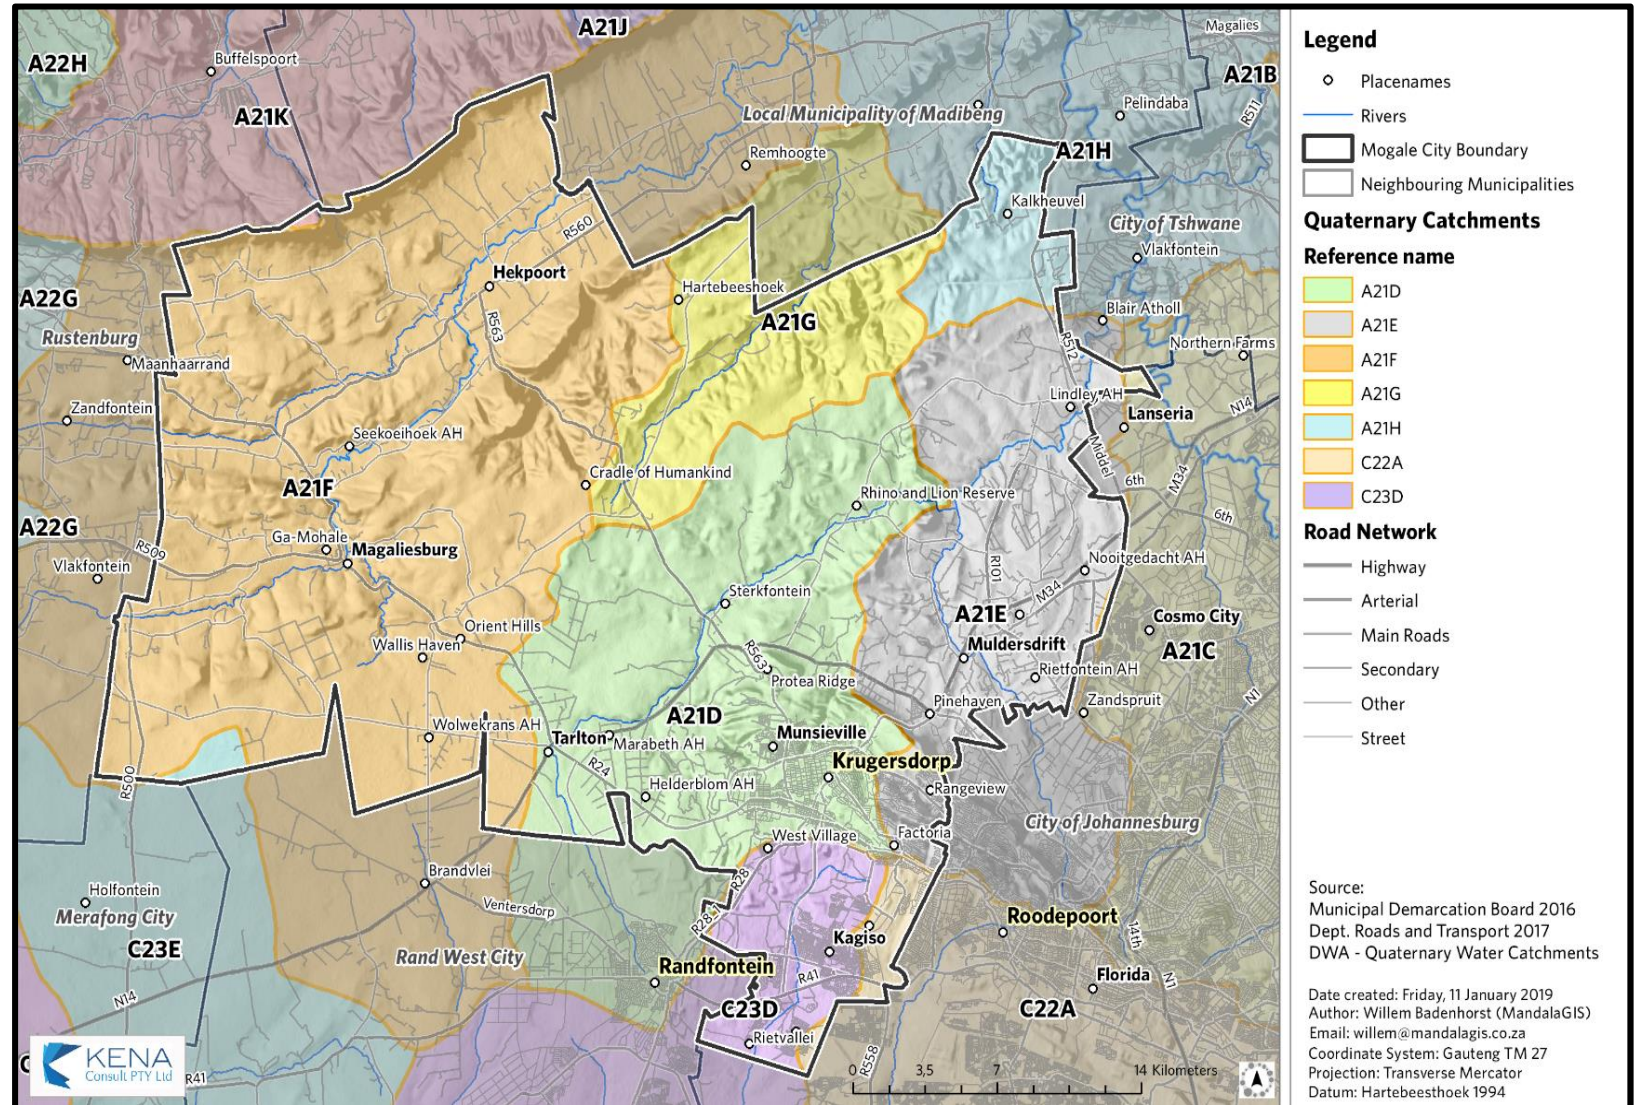 A21J
Magalies
A22H
Buffelspoort
A21B
Pelindaba
R511
A21K
Local Municipality of Madibeng
A21H
Remhoogte
Kalkheuvel
City of Tshwane
R560
Vlakfontein
Hekpoort
A22G
Hartebeeshoek
A21G
Blair Atholl
Rustenburg
R563
R512
Northern Farms
Maanhaarrand
Lindley AH
Zandfontein
Lanseria
N14
Seekoeihoek AH
Middel
Cradle of Humankind
6th
M34
A21F
Rhino and Lion Reserve
6th
A22G
Ga-Mohale
R509
Magaliesburg
Vlakfontein
R101
Nooitgedacht AH
Sterkfontein
M34
A21E
Cosmo City
Orient Hills
Wallis Haven
R563
Muldersdrift
A21C
Protea Ridge
Rietfontein AH
Pinehaven
Zandspruit
N1
A21D
Wolwekrans AH
Tarlton
Marabeth AH
Munsieville
R24
Krugersdorp
R500
Helderblom AH
Rangeview
City of Johannesburg
West Village
Factoria
Brandvlei
R28
Holfontein
Merafong City
Ventersdorp
R28_1
Roodepoort
14th
C23E
Rand West City
Kagiso
Randfontein
R41
Florida
N1
N14
C23D
C22A
Rietvallei
R558
R41
C
KENA
Consult PTY Ltd
0 3,5 7 14 Kilometers
Legend
Placenames
Rivers
Mogale City Boundary
Neighbouring Municipalities
Quaternary Catchments
Reference name
A21D
A21E
A21F
A21G
A21H
C22A
C23D
Road Network
Highway
Arterial
Main Roads
Secondary
Other
Street
Source:
Municipal Demarcation Board 2016
Dept. Roads and Transport 2017
DWA - Quaternary Water Catchments
Date created: Friday, 11 January 2019
Author: Willem Badenhorst (MandalaGIS)
Email: willem@mandalagis.co.za
Coordinate System: Gauteng TM 27
Projection: Transverse Mercator
Datum: Hartebeesthoek 1994